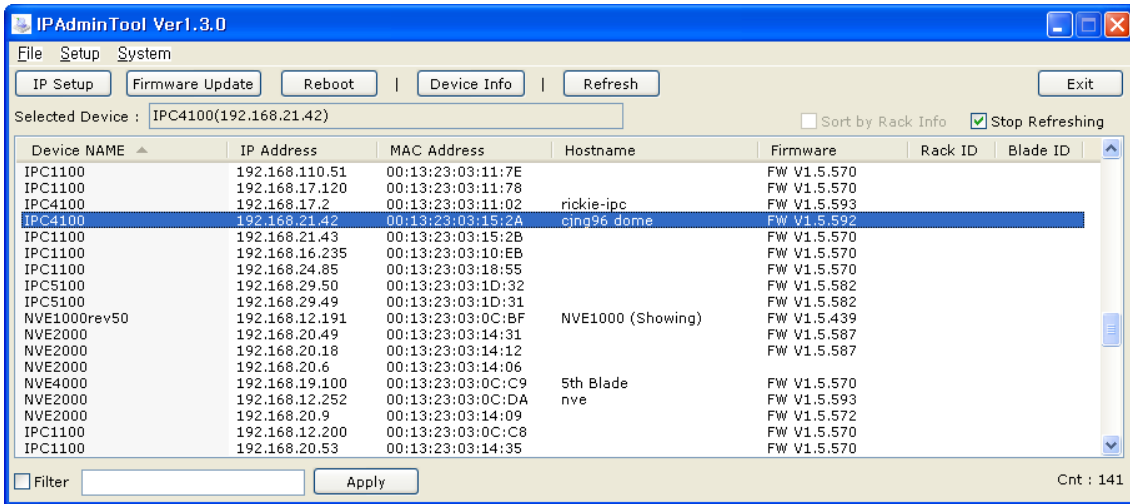 IPAdminTool Ver1.3.0
File Setup System
IP Setup Firmware Update Reboot | Device Info | Refresh Exit
Selected Device : IPC4100(192.168.21.42) Sort by Rack Info Stop Refreshing
Device NAME IP Address MAC Address Hostname Firmware Rack ID Blade ID
IPC1100 192.168.110.51 00:13:23:03:11:7E FW V1.5.570
IPC1100 192.168.17.120 00:13:23:03:11:78 FW V1.5.570
IPC4100 192.168.17.2 00:13:23:03:11:02 rickie-ipc FW V1.5.593
IPC4100 192.168.21.42 00:13:23:03:15:2A cjng96 dome FW V1.5.592
IPC1100 192.168.21.43 00:13:23:03:15:2B FW V1.5.570
IPC1100 192.168.16.235 00:13:23:03:10:EB FW V1.5.570
IPC1100 192.168.24.85 00:13:23:03:18:55 FW V1.5.570
IPC5100 192.168.29.50 00:13:23:03:1D:32 FW V1.5.582
IPC5100 192.168.29.49 00:13:23:03:1D:31 FW V1.5.582
NVE1000rev50 192.168.12.191 00:13:23:03:0C:BF NVE1000 (Showing) FW V1.5.439
NVE2000 192.168.20.49 00:13:23:03:14:31 FW V1.5.587
NVE2000 192.168.20.18 00:13:23:03:14:12 FW V1.5.587
NVE2000 192.168.20.6 00:13:23:03:14:06
NVE4000 192.168.19.100 00:13:23:03:0C:C9 5th Blade FW V1.5.570
NVE2000 192.168.12.252 00:13:23:03:0C:DA nve FW V1.5.593
NVE2000 192.168.20.9 00:13:23:03:14:09 FW V1.5.572
IPC1100 192.168.12.200 00:13:23:03:0C:C8 FW V1.5.570
IPC1100 192.168.20.53 00:13:23:03:14:35 FW V1.5.570
Filter Apply Cnt : 141